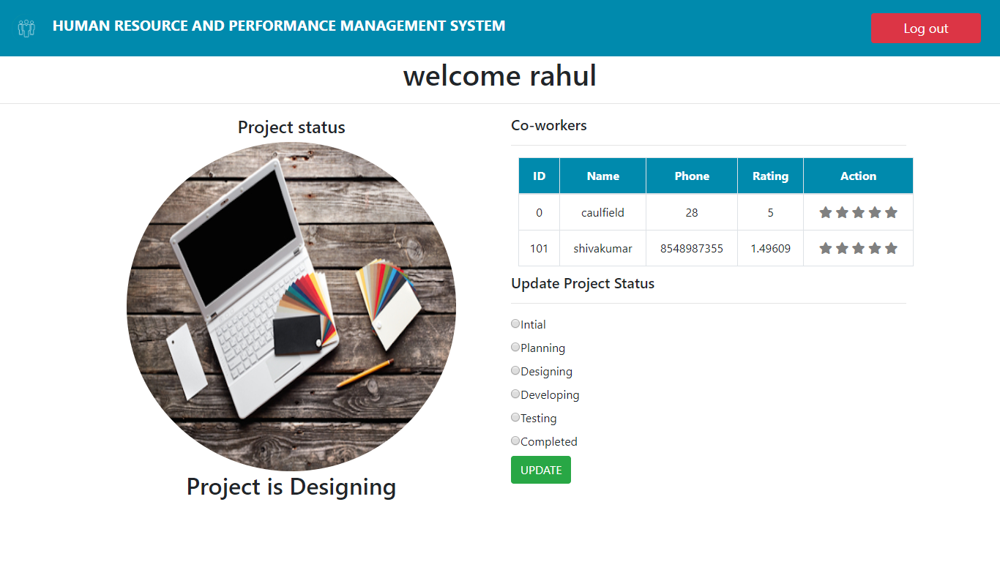 HUMAN RESOURCE AND PERFORMANCE MANAGEMENT SYSTEM
Log out
welcome rahul
Project status
Project is Designing
Co-workers
ID Name Phone Rating Action
0 caulfield 28 5
101 shivakumar 8548987355 1.49609
Update Project Status
Intial
Planning
Designing
Developing
Testing
Completed
UPDATE